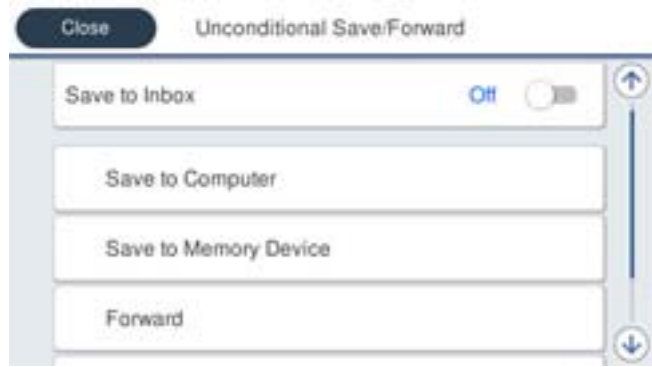 Close Unconditional Save/Forward
Save to Inbox Off
Save to Computer
Save to Memory Device
Forward